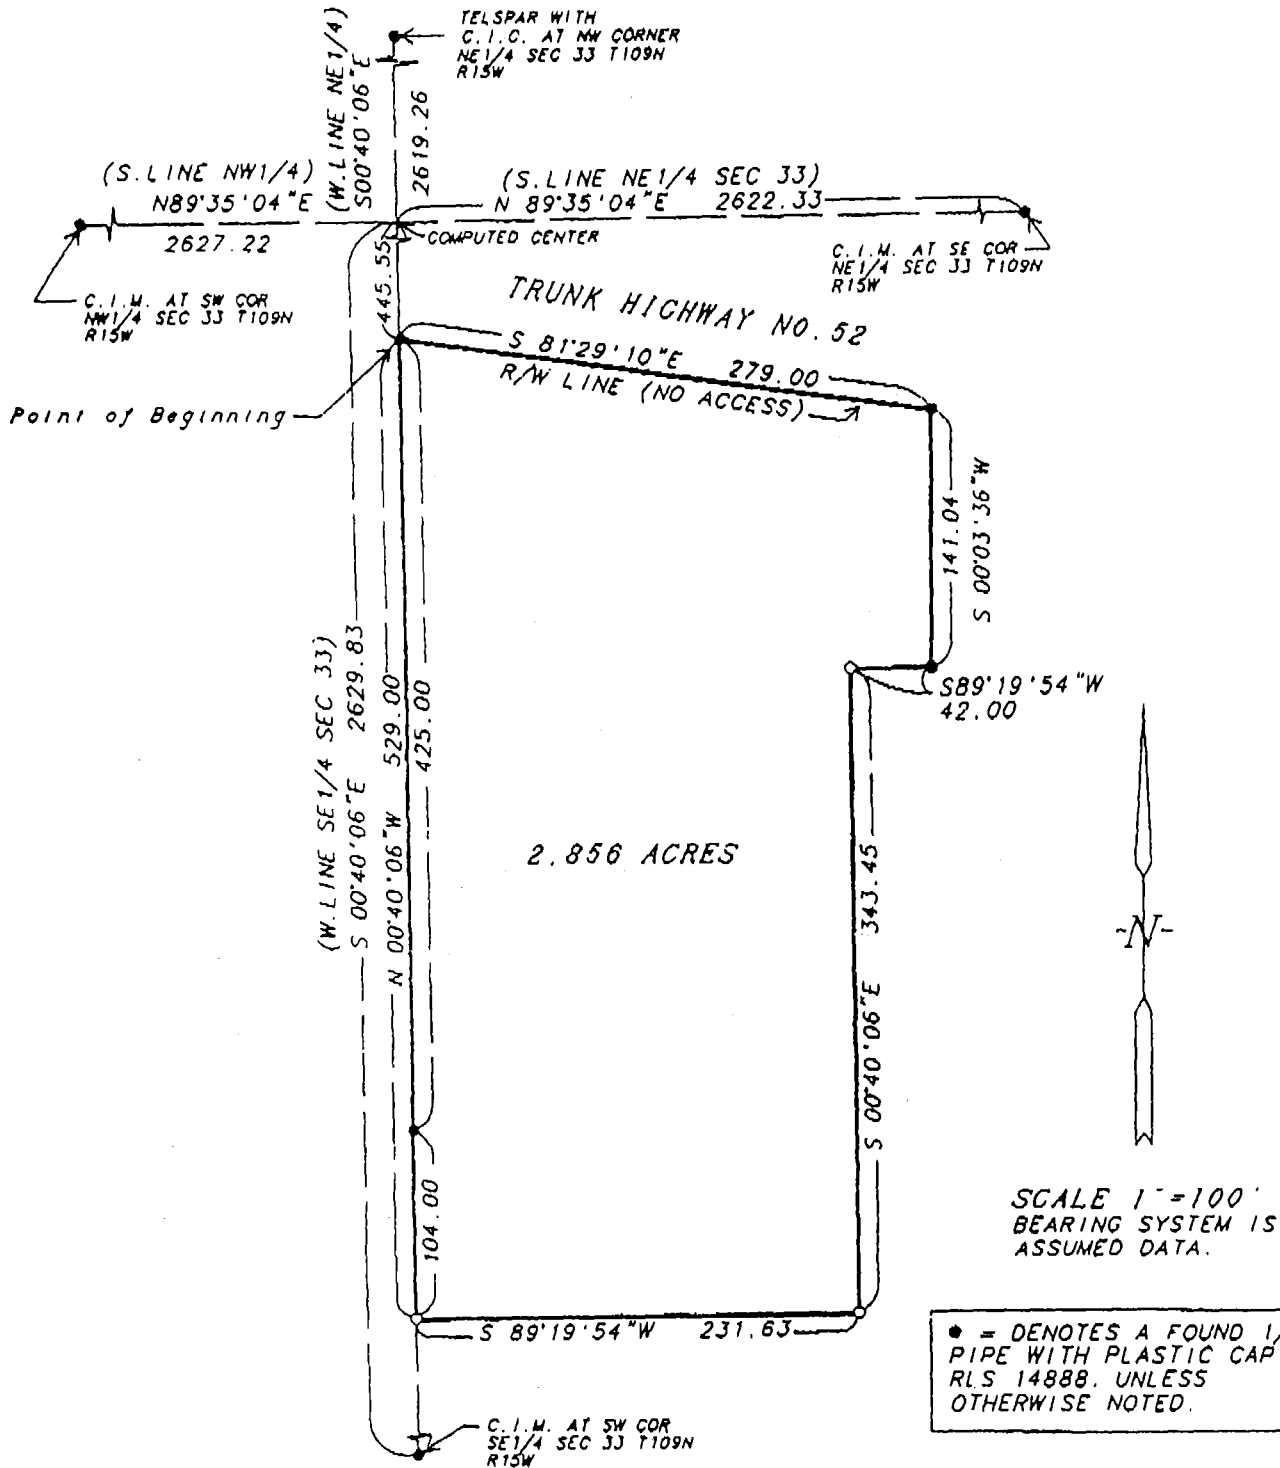 TELSPAR WITH
C.I.C. AT NW CORNER
NE1/4 SEC 33 T109N
R15W
(W.LINE NE1/4)
S00°40'06"E
2619.26
(S.LINE NW1/4)
N89°35'04"E
2627.22
(S.LINE NE1/4 SEC 33)
N 89°35'04"E 2622.33
COMPUTED CENTER
C.I.M. AT SE COR
NE1/4 SEC 33 T109N
R15W
C.I.M. AT SW COR
NW1/4 SEC 33 T109N
R15W
445.55
TRUNK HIGHWAY NO. 52
S 81°29'10"E 279.00
R/W LINE (NO ACCESS)
Point of Beginning
141.04
S 00°03'36"W
S89°19'54"W
42.00
(W.LINE SE1/4 SEC 33)
S 00°40'06"E 2629.83
N 00°40'06"W 529.00
425.00
2.856 ACRES
S 00°40'06"E 343.45
-N-
104.00
SCALE 1"=100'
BEARING SYSTEM IS
ASSUMED DATA.
S 89°19'54"W 231.63
● = DENOTES A FOUND 1/
PIPE WITH PLASTIC CAP
RLS 14888. UNLESS
OTHERWISE NOTED.
C.I.M. AT SW COR
SE1/4 SEC 33 T109N
R15W